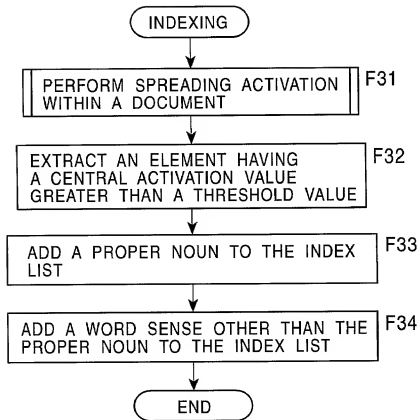 INDEXING
PERFORM SPREADING ACTIVATION
WITHIN A DOCUMENT
F31
EXTRACT AN ELEMENT HAVING
A CENTRAL ACTIVATION VALUE
GREATER THAN A THRESHOLD VALUE
F32
ADD A PROPER NOUN TO THE INDEX
LIST
F33
ADD A WORD SENSE OTHER THAN THE
PROPER NOUN TO THE INDEX LIST
F34
END